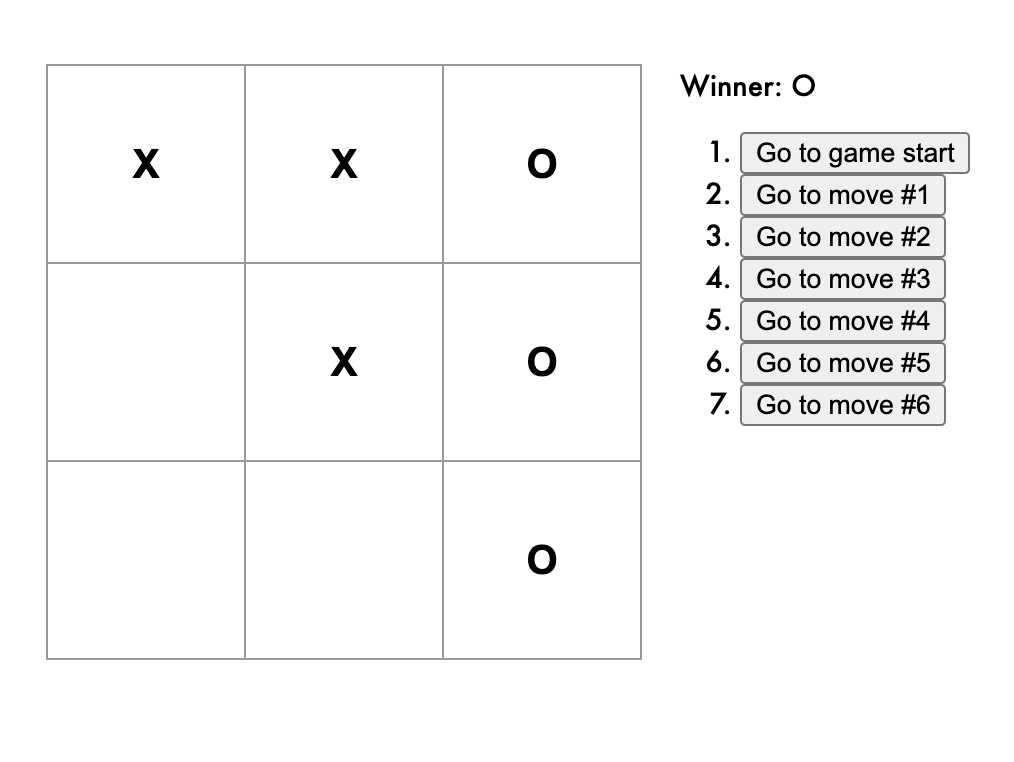 X X O
X O
O
Winner: O
1. Go to game start
2. Go to move #1
3. Go to move #2
4. Go to move #3
5. Go to move #4
6. Go to move #5
7. Go to move #6